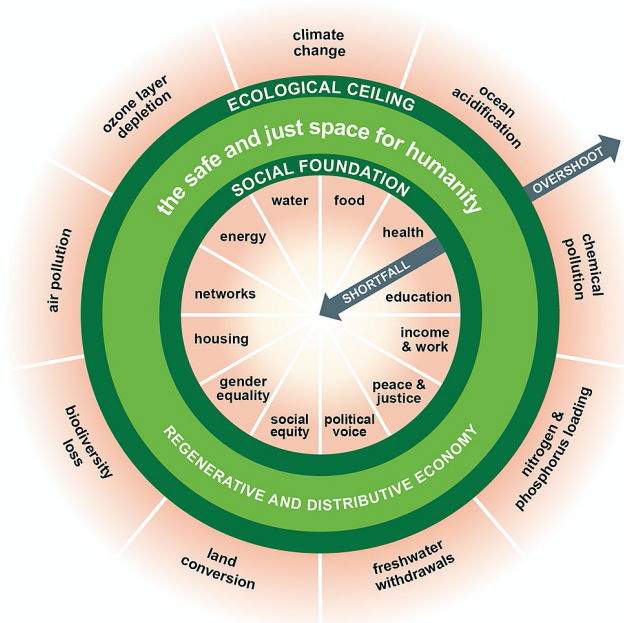 climate
change
ocean
acidification
chemical
pollution
nitrogen &
phosphorus loading
freshwater
withdrawals
land
conversion
biodiversity
loss
air pollution
ozone layer
depletion
ECOLOGICAL CEILING
the safe and just space for humanity
SOCIAL FOUNDATION
OVERSHOOT
SHORTFALL
water
food
health
education
income
& work
peace &
justice
political
voice
social
equity
gender
equality
housing
networks
energy
REGENERATIVE AND DISTRIBUTIVE ECONOMY